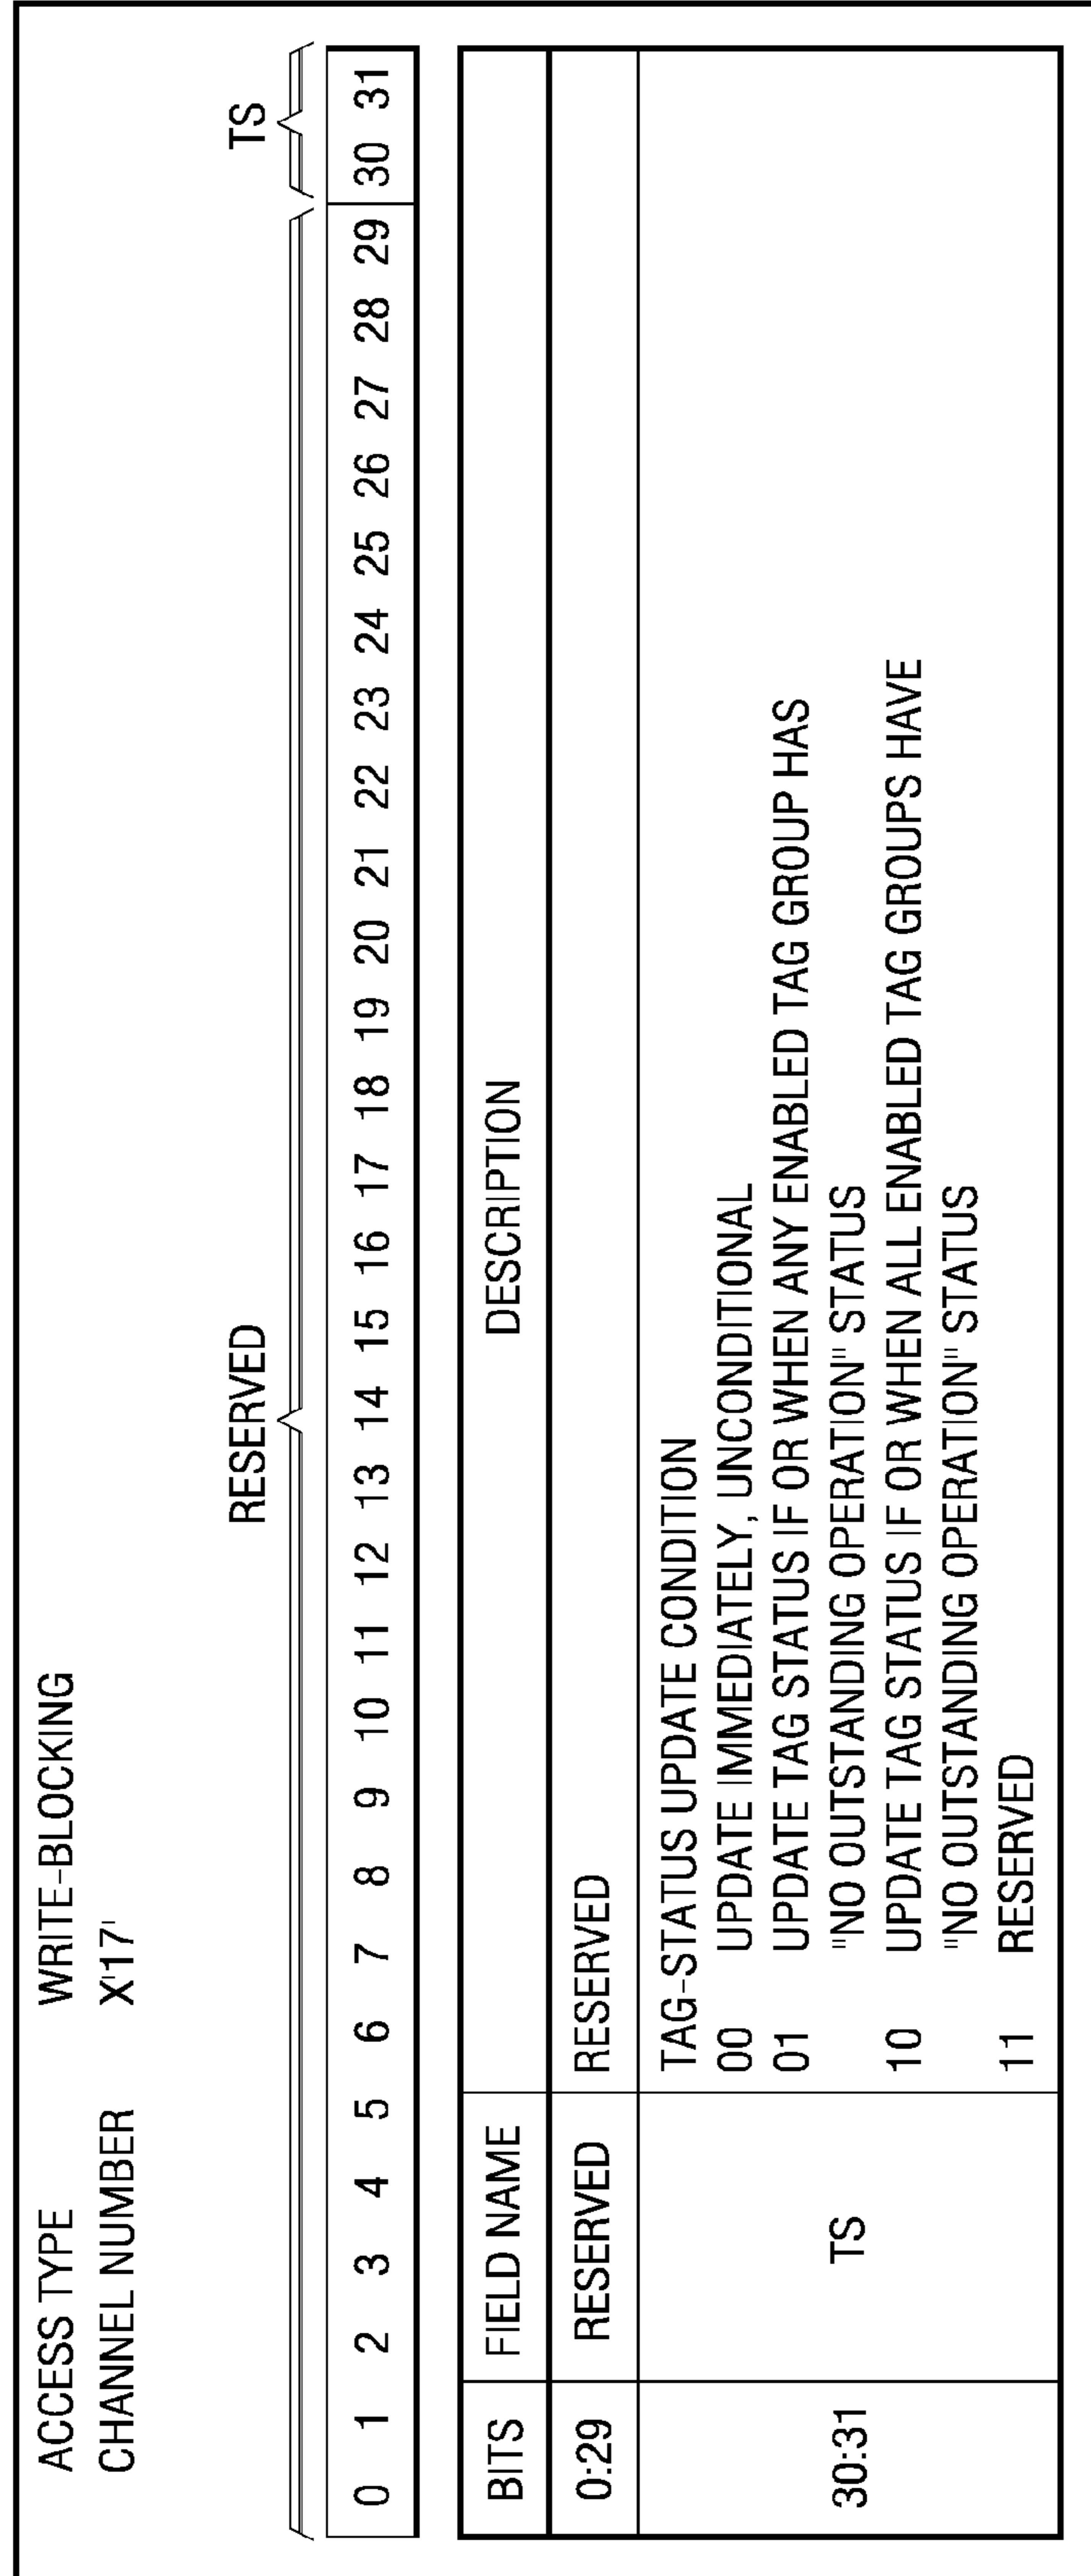 ACCESS TYPE WRITE-BLOCKING
CHANNEL NUMBER X'17'
RESERVED TS
0 1 2 3 4 5 6 7 8 9 10 11 12 13 14 15 16 17 18 19 20 21 22 23 24 25 26 27 28 29 30 31
BITS FIELD NAME DESCRIPTION
0:29 RESERVED RESERVED
30:31 TS TAG-STATUS UPDATE CONDITION
00 UPDATE IMMEDIATELY, UNCONDITIONAL
01 UPDATE TAG STATUS IF OR WHEN ANY ENABLED TAG GROUP HAS
"NO OUTSTANDING OPERATION" STATUS
10 UPDATE TAG STATUS IF OR WHEN ALL ENABLED TAG GROUPS HAVE
"NO OUTSTANDING OPERATION" STATUS
11 RESERVED